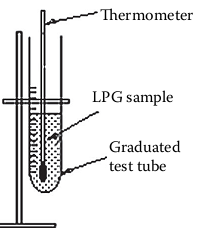 Thermometer
LPG sample
Graduated
test tube